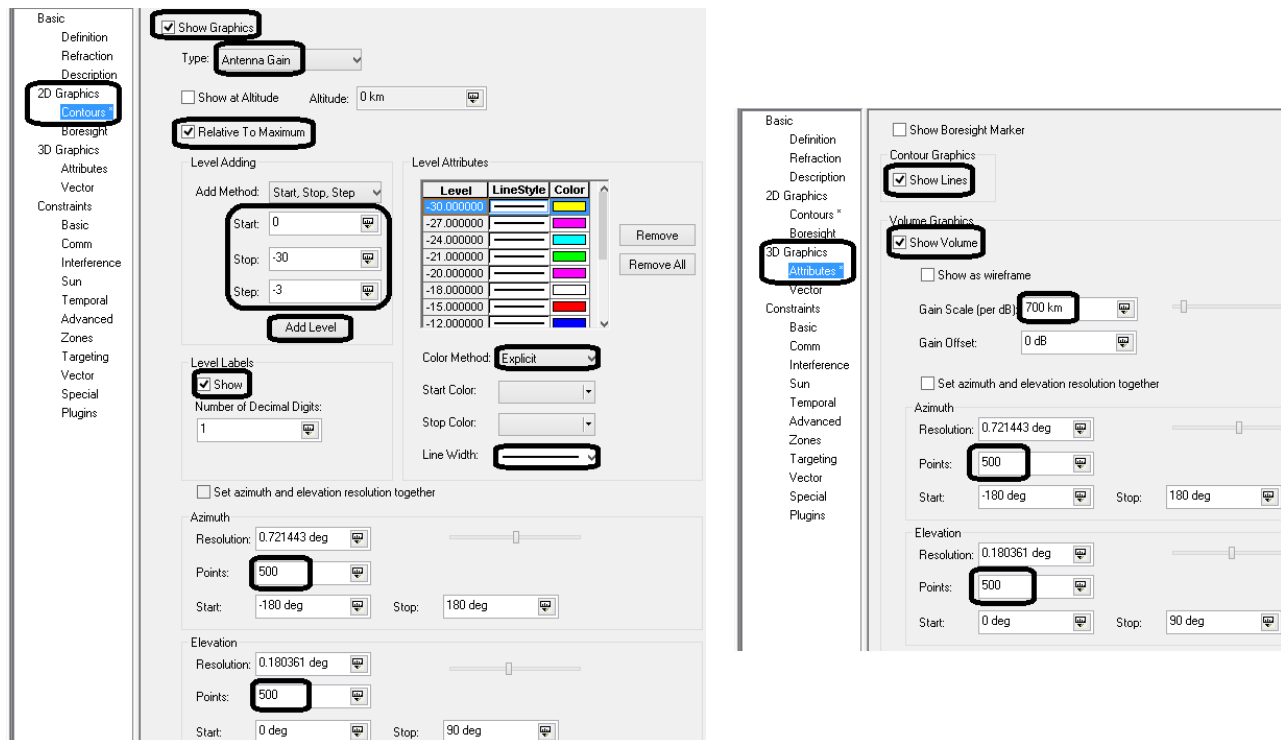 Basic
Definition
Refraction
Description
2D Graphics
Contours *
Boresight
3D Graphics
Attributes
Vector
Constraints
Basic
Comm
Interference
Sun
Temporal
Advanced
Zones
Targeting
Vector
Special
Plugins
Show Graphics
Type: Antenna Gain
Show at Altitude Altitude: 0 km
Relative To Maximum
Level Adding
Add Method: Start, Stop, Step
Start: 0
Stop: -30
Step: -3
Add Level
Level Attributes
Level LineStyle Color
-30.000000
-27.000000
-24.000000
-21.000000
-20.000000
-18.000000
-15.000000
-12.000000
Remove
Remove All
Color Method: Explicit
Start Color:
Stop Color:
Line Width:
Level Labels
Show
Number of Decimal Digits:
1
Set azimuth and elevation resolution together
Azimuth
Resolution: 0.721443 deg
Points: 500
Start: -180 deg Stop: 180 deg
Elevation
Resolution: 0.180361 deg
Points: 500
Start: 0 deg Stop: 90 deg
Basic
Definition
Refraction
Description
2D Graphics
Contours *
Boresight
3D Graphics
Attributes *
Vector
Constraints
Basic
Comm
Interference
Sun
Temporal
Advanced
Zones
Targeting
Vector
Special
Plugins
Show Boresight Marker
Contour Graphics
Show Lines
Volume Graphics
Show Volume
Show as wireframe
Gain Scale (per dB): 700 km
Gain Offset: 0 dB
Set azimuth and elevation resolution together
Azimuth
Resolution: 0.721443 deg
Points: 500
Start: -180 deg Stop: 180 deg
Elevation
Resolution: 0.180361 deg
Points: 500
Start: 0 deg Stop: 90 deg